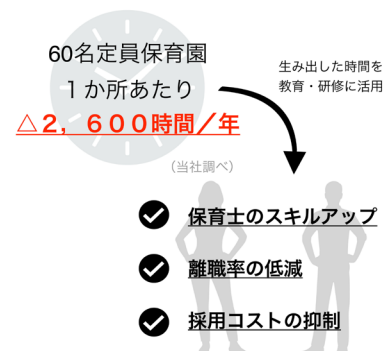 60名定員保育園
１か所あたり
△２，６００時間／年
生み出した時間を
教育・研修に活用
（当社調べ）
保育士のスキルアップ
離職率の低減
採用コストの抑制